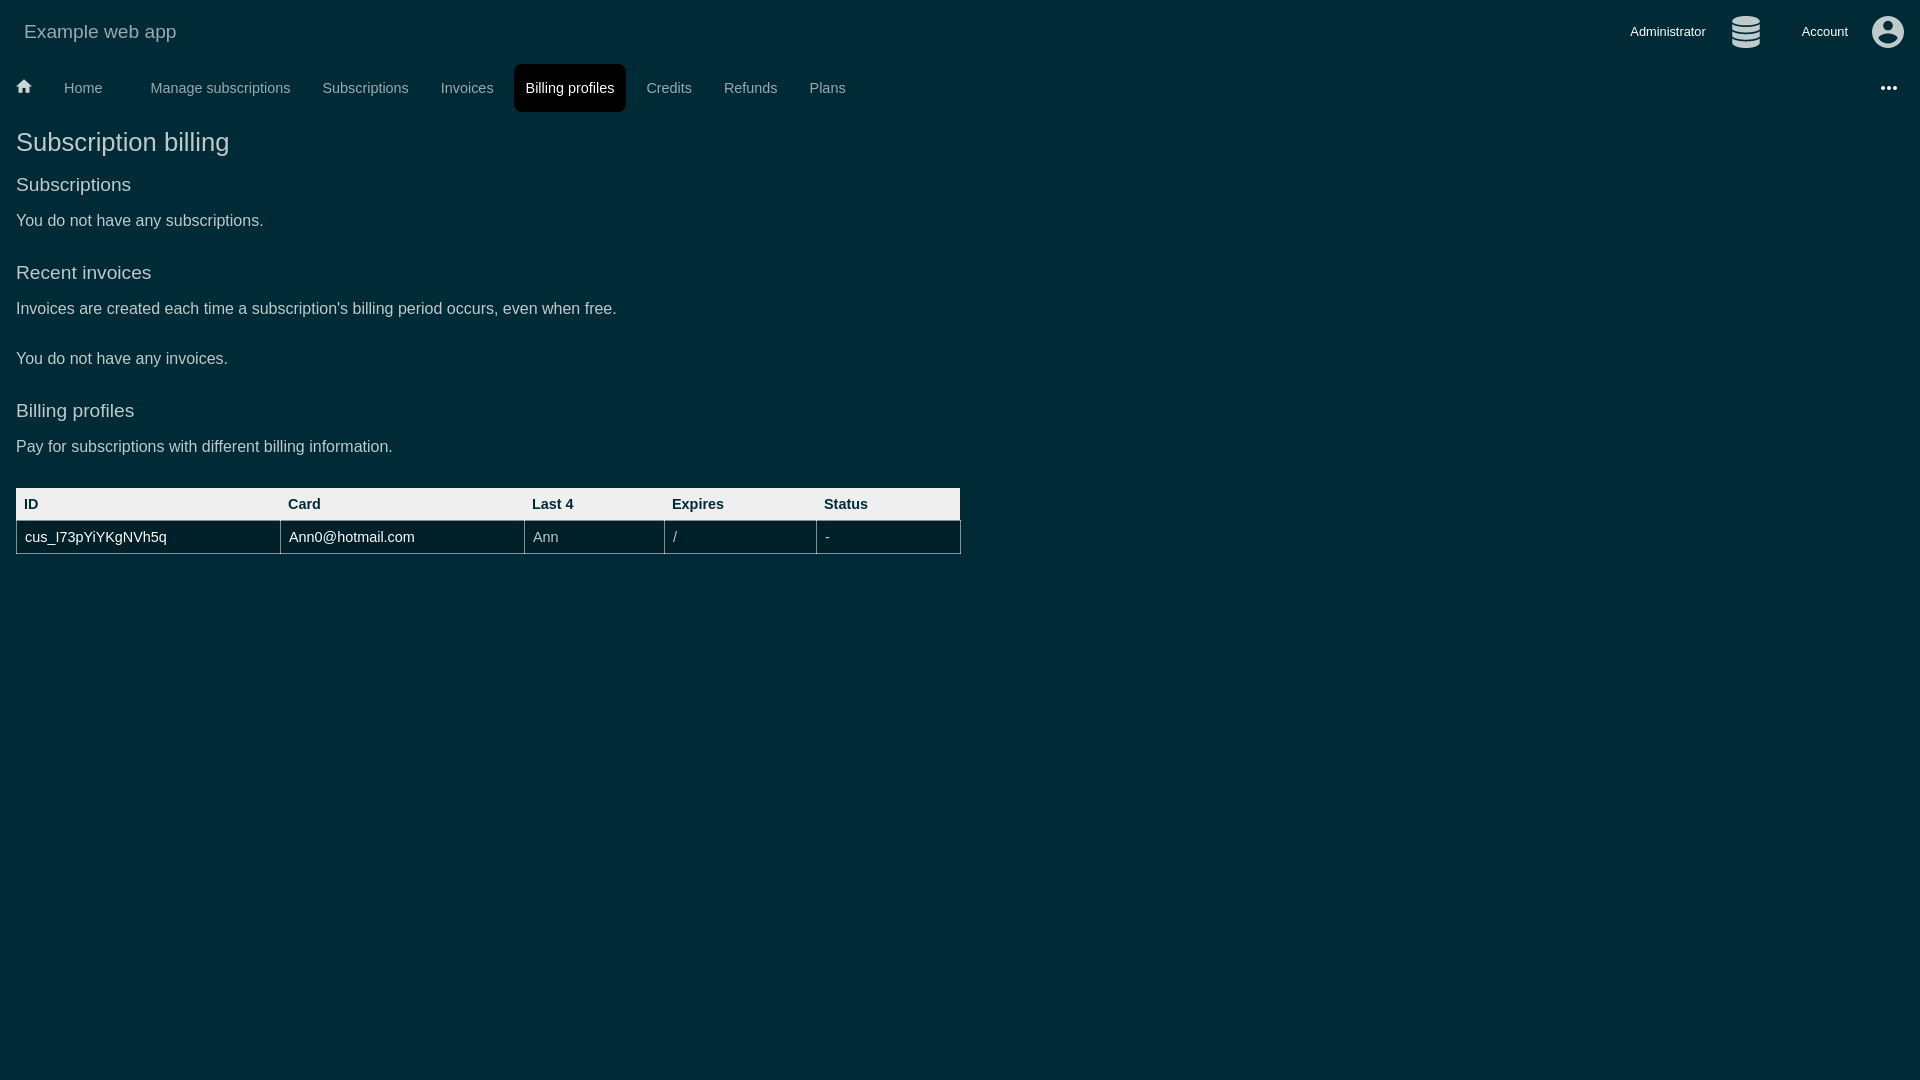 Example web app
Administrator
Account
Home
Manage subscriptions
Subscriptions
Invoices
Billing profiles
Credits
Refunds
Plans
Subscription billing
Subscriptions
You do not have any subscriptions.
Recent invoices
Invoices are created each time a subscription's billing period occurs, even when free.
You do not have any invoices.
Billing profiles
Pay for subscriptions with different billing information.
ID Card Last 4 Expires Status
cus_I73pYiYKgNVh5q Ann0@hotmail.com Ann / -